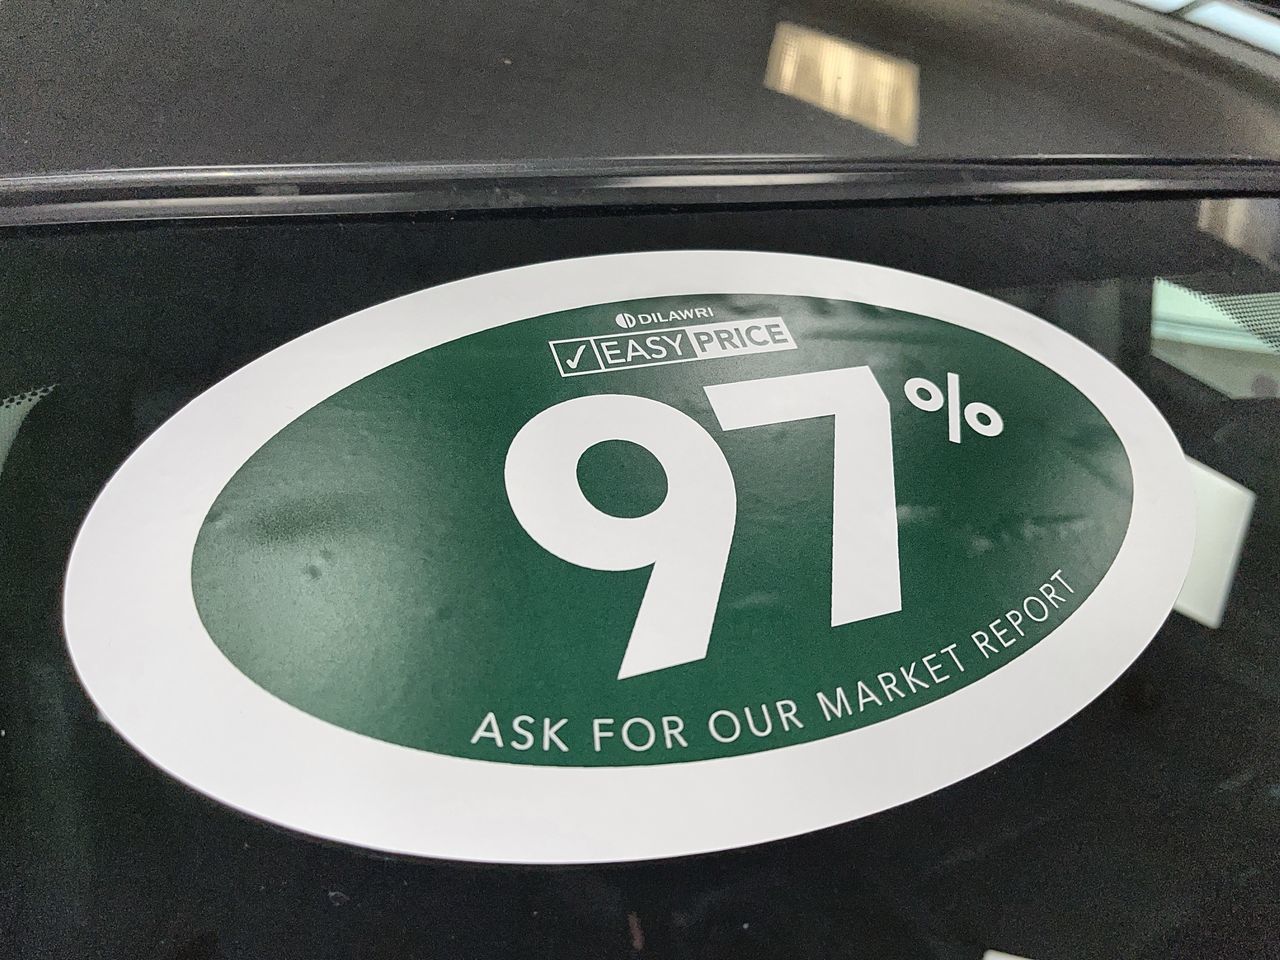 DILAWRI
✓ EASY PRICE
97%
ASK FOR OUR MARKET REPORT